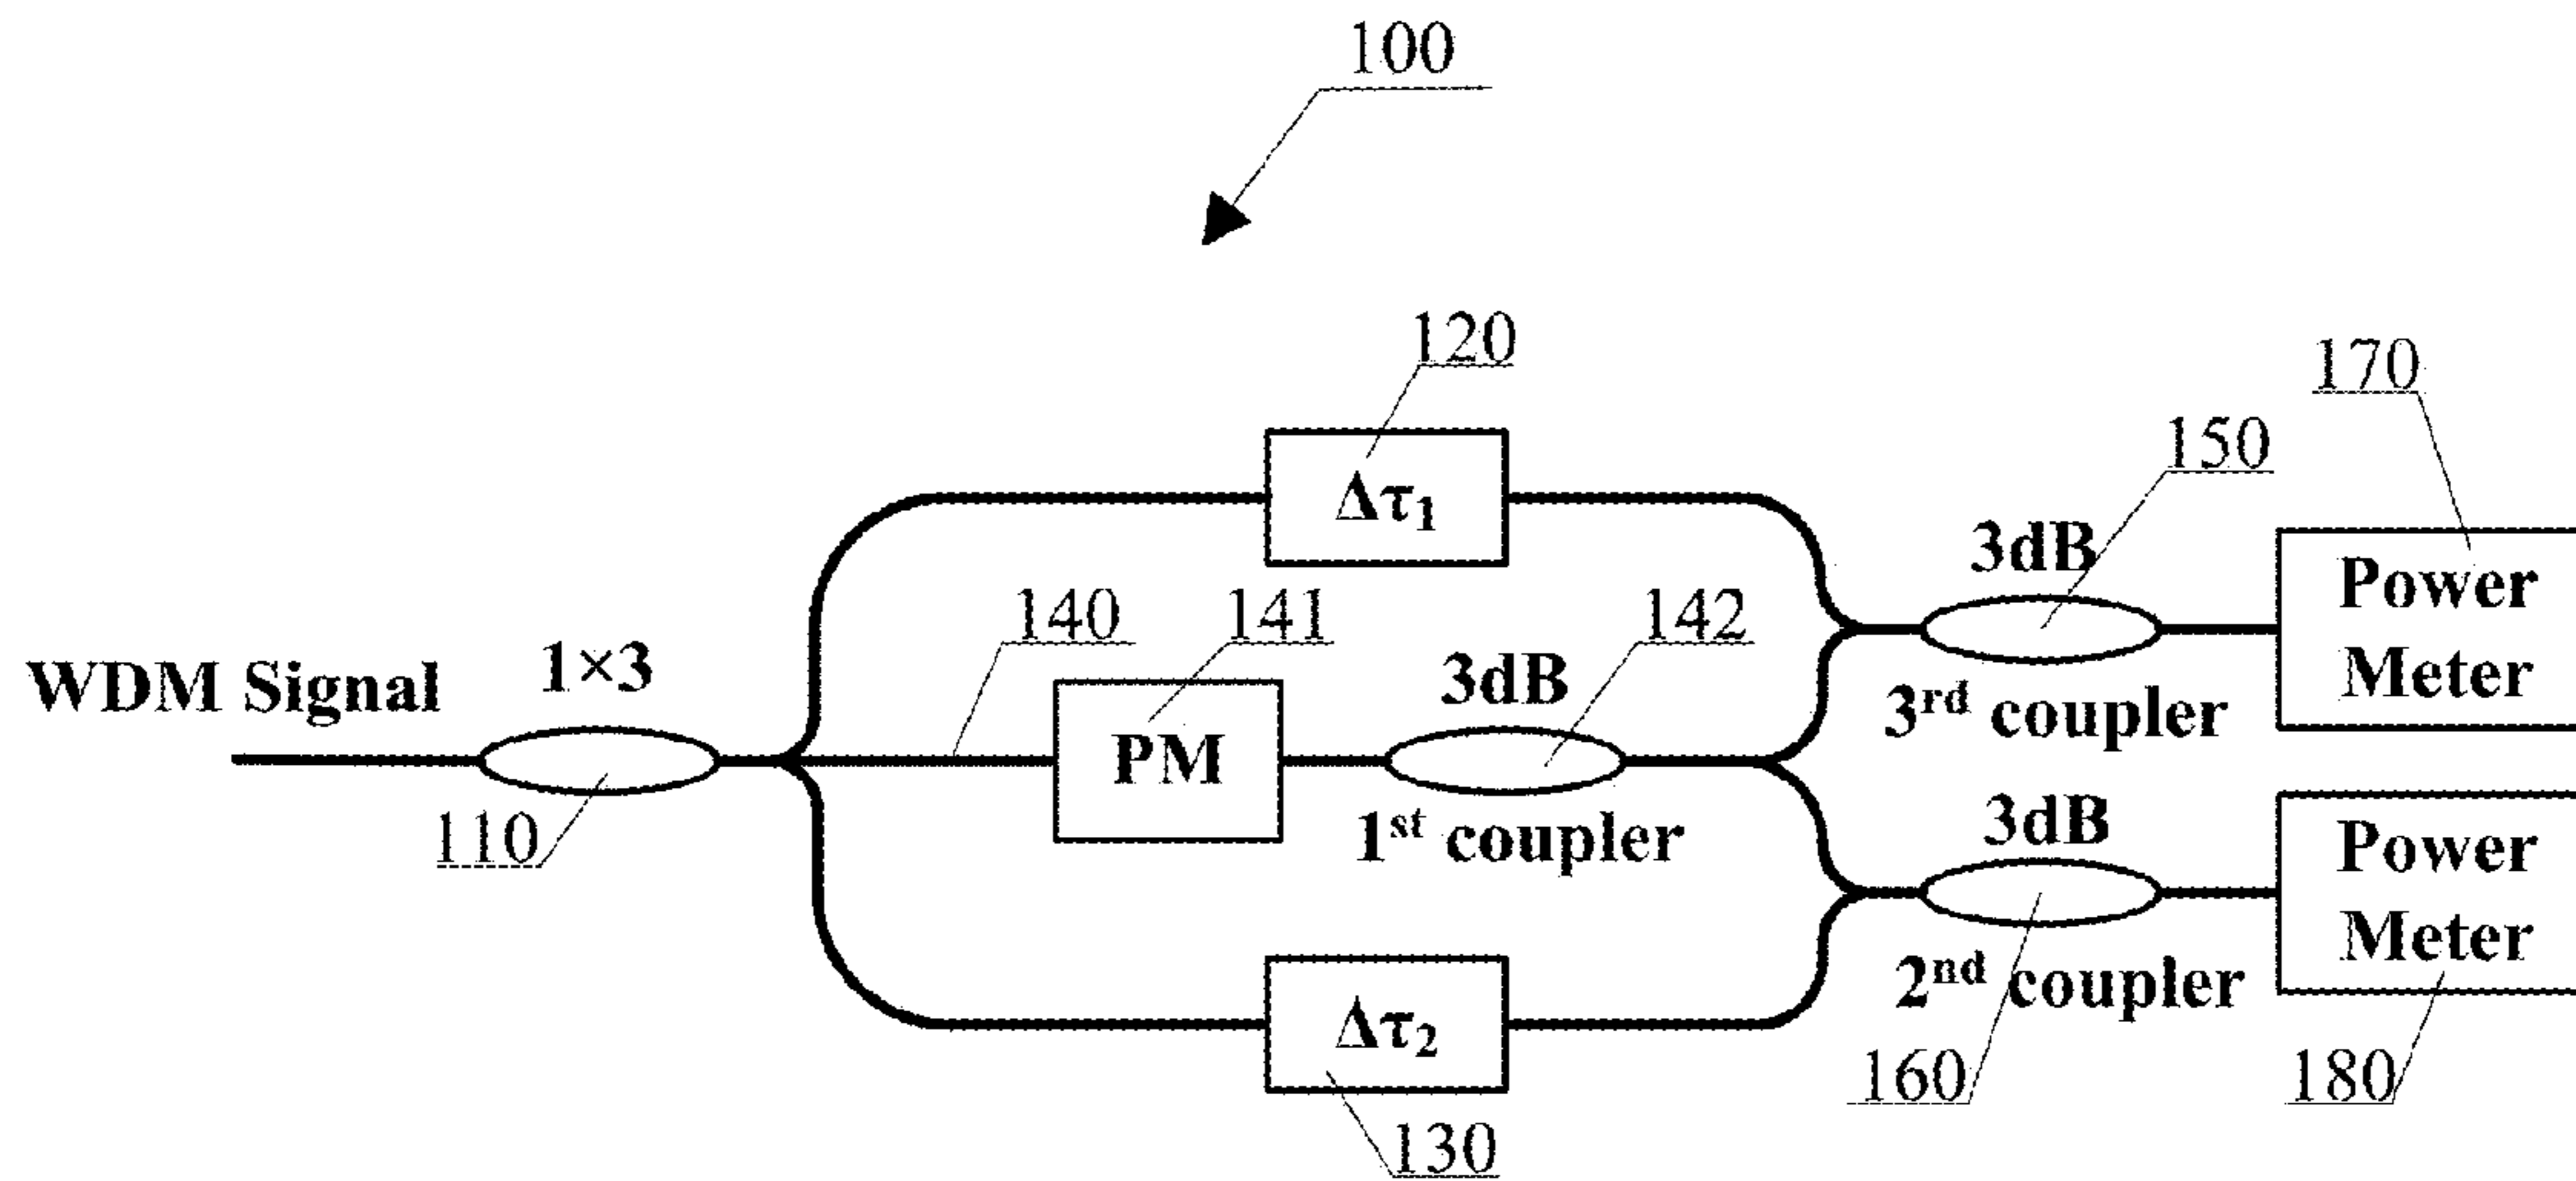 100
120
170
150
Δτ₁
3dB
140
141
142
Power
Meter
WDM Signal
1×3
3dB
PM
3rd coupler
110
1st coupler
3dB
Power
Meter
Δτ₂
2nd coupler
160
180
130